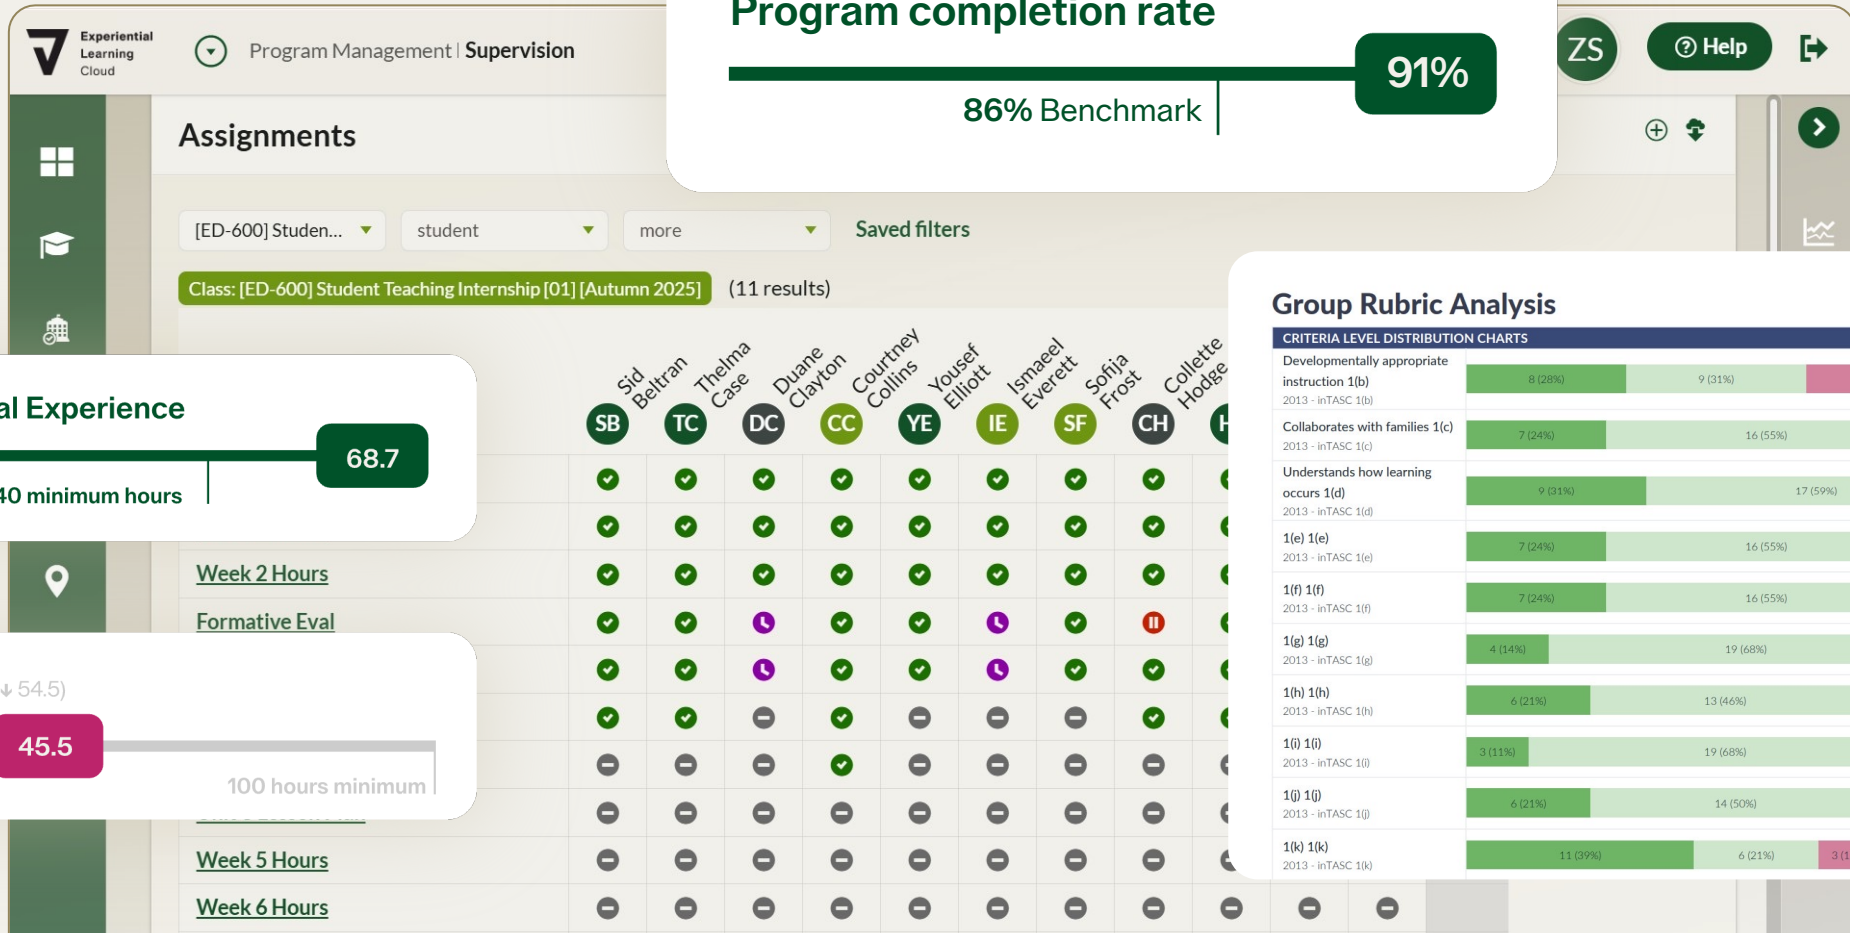 Experiential
Learning
Cloud
Program Management | Supervision
Program completion rate
91%
86% Benchmark
ZS
Help
Assignments
[ED-600] Studen...
student
more
Saved filters
Class: [ED-600] Student Teaching Internship [01] [Autumn 2025]
(11 results)
Sid Beltran
Thelma Case
Duane Clayton
Courtney Collins
Yousef Elliott
Ismaeel Everett
Sofija Frost
Collette Hodge
SB
TC
DC
CC
YE
IE
SF
CH
al Experience
68.7
40 minimum hours
Week 2 Hours
Formative Eval
↓ 54.5)
45.5
100 hours minimum
Week 5 Hours
Week 6 Hours
Group Rubric Analysis
CRITERIA LEVEL DISTRIBUTION CHARTS
Developmentally appropriate
instruction 1(b)
2013 - inTASC 1(b)
8 (28%)
9 (31%)
Collaborates with families 1(c)
2013 - inTASC 1(c)
7 (24%)
16 (55%)
Understands how learning
occurs 1(d)
2013 - inTASC 1(d)
9 (31%)
17 (59%)
1(e) 1(e)
2013 - inTASC 1(e)
7 (24%)
16 (55%)
1(f) 1(f)
2013 - inTASC 1(f)
7 (24%)
16 (55%)
1(g) 1(g)
2013 - inTASC 1(g)
4 (14%)
19 (68%)
1(h) 1(h)
2013 - inTASC 1(h)
6 (21%)
13 (46%)
1(i) 1(i)
2013 - inTASC 1(i)
3 (11%)
19 (68%)
1(j) 1(j)
2013 - inTASC 1(j)
6 (21%)
14 (50%)
1(k) 1(k)
2013 - inTASC 1(k)
11 (39%)
6 (21%)
3 (1